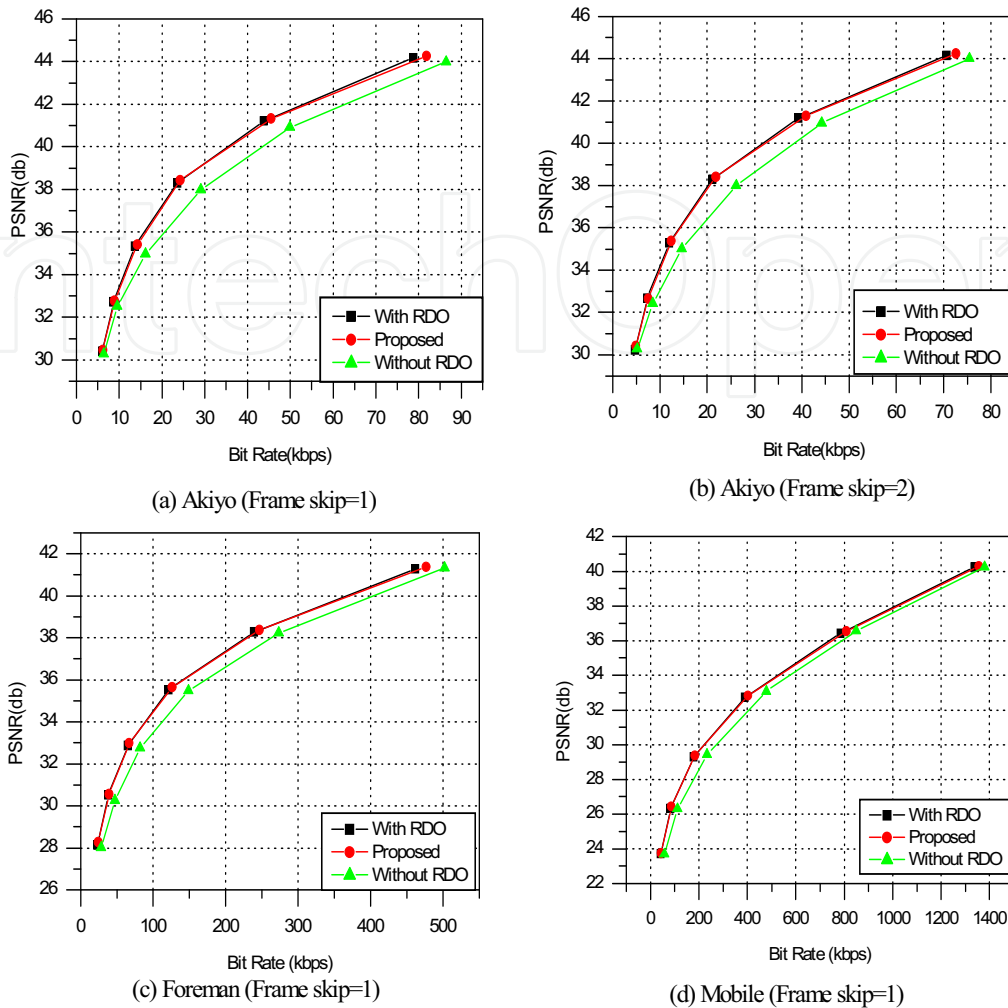 46
44
42
40
38
36
34
32
30
PSNR(db)
0 10 20 30 40 50 60 70 80 90
Bit Rate(kbps)
With RDO
Proposed
Without RDO
(a) Akiyo (Frame skip=1)
46
44
42
40
38
36
34
32
30
PSNR(db)
0 10 20 30 40 50 60 70 80
Bit Rate(kbps)
With RDO
Proposed
Without RDO
(b) Akiyo (Frame skip=2)
42
40
38
36
34
32
30
28
26
PSNR(db)
0 100 200 300 400 500
Bit Rate (kbps)
With RDO
Proposed
Without RDO
(c) Foreman (Frame skip=1)
42
40
38
36
34
32
30
28
26
24
22
PSNR(db)
0 200 400 600 800 1000 1200 1400
Bit Rate (kbps)
With RDO
Proposed
Without RDO
(d) Mobile (Frame skip=1)
ntechOpen